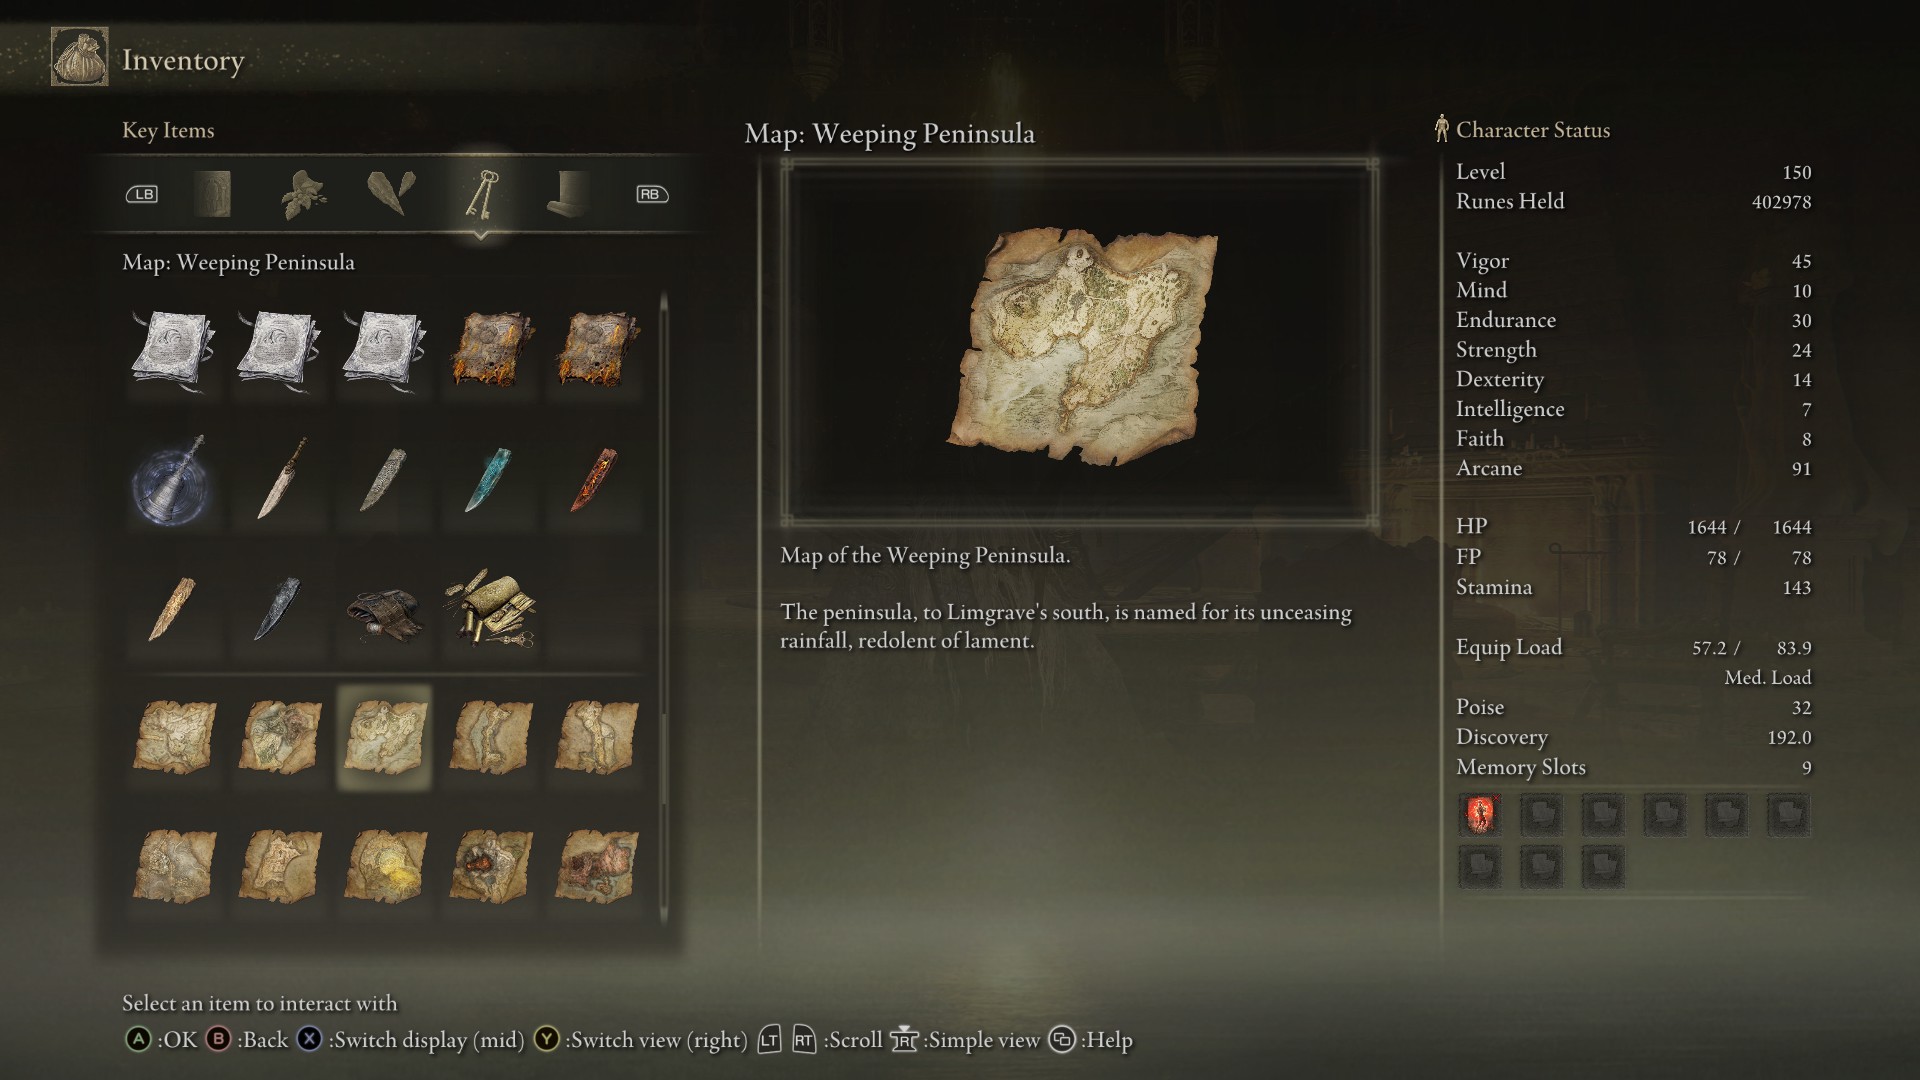 Inventory
Key Items
LB
RB
Map: Weeping Peninsula
Map: Weeping Peninsula
Map of the Weeping Peninsula.
The peninsula, to Limgrave's south, is named for its unceasing
rainfall, redolent of lament.
Character Status
Level 150
Runes Held 402978
Vigor 45
Mind 10
Endurance 30
Strength 24
Dexterity 14
Intelligence 7
Faith 8
Arcane 91
HP 1644 / 1644
FP 78 / 78
Stamina 143
Equip Load 57.2 / 83.9
Med. Load
Poise 32
Discovery 192.0
Memory Slots 9
Select an item to interact with
A :OK B :Back X :Switch display (mid) Y :Switch view (right) LT RT :Scroll R :Simple view :Help